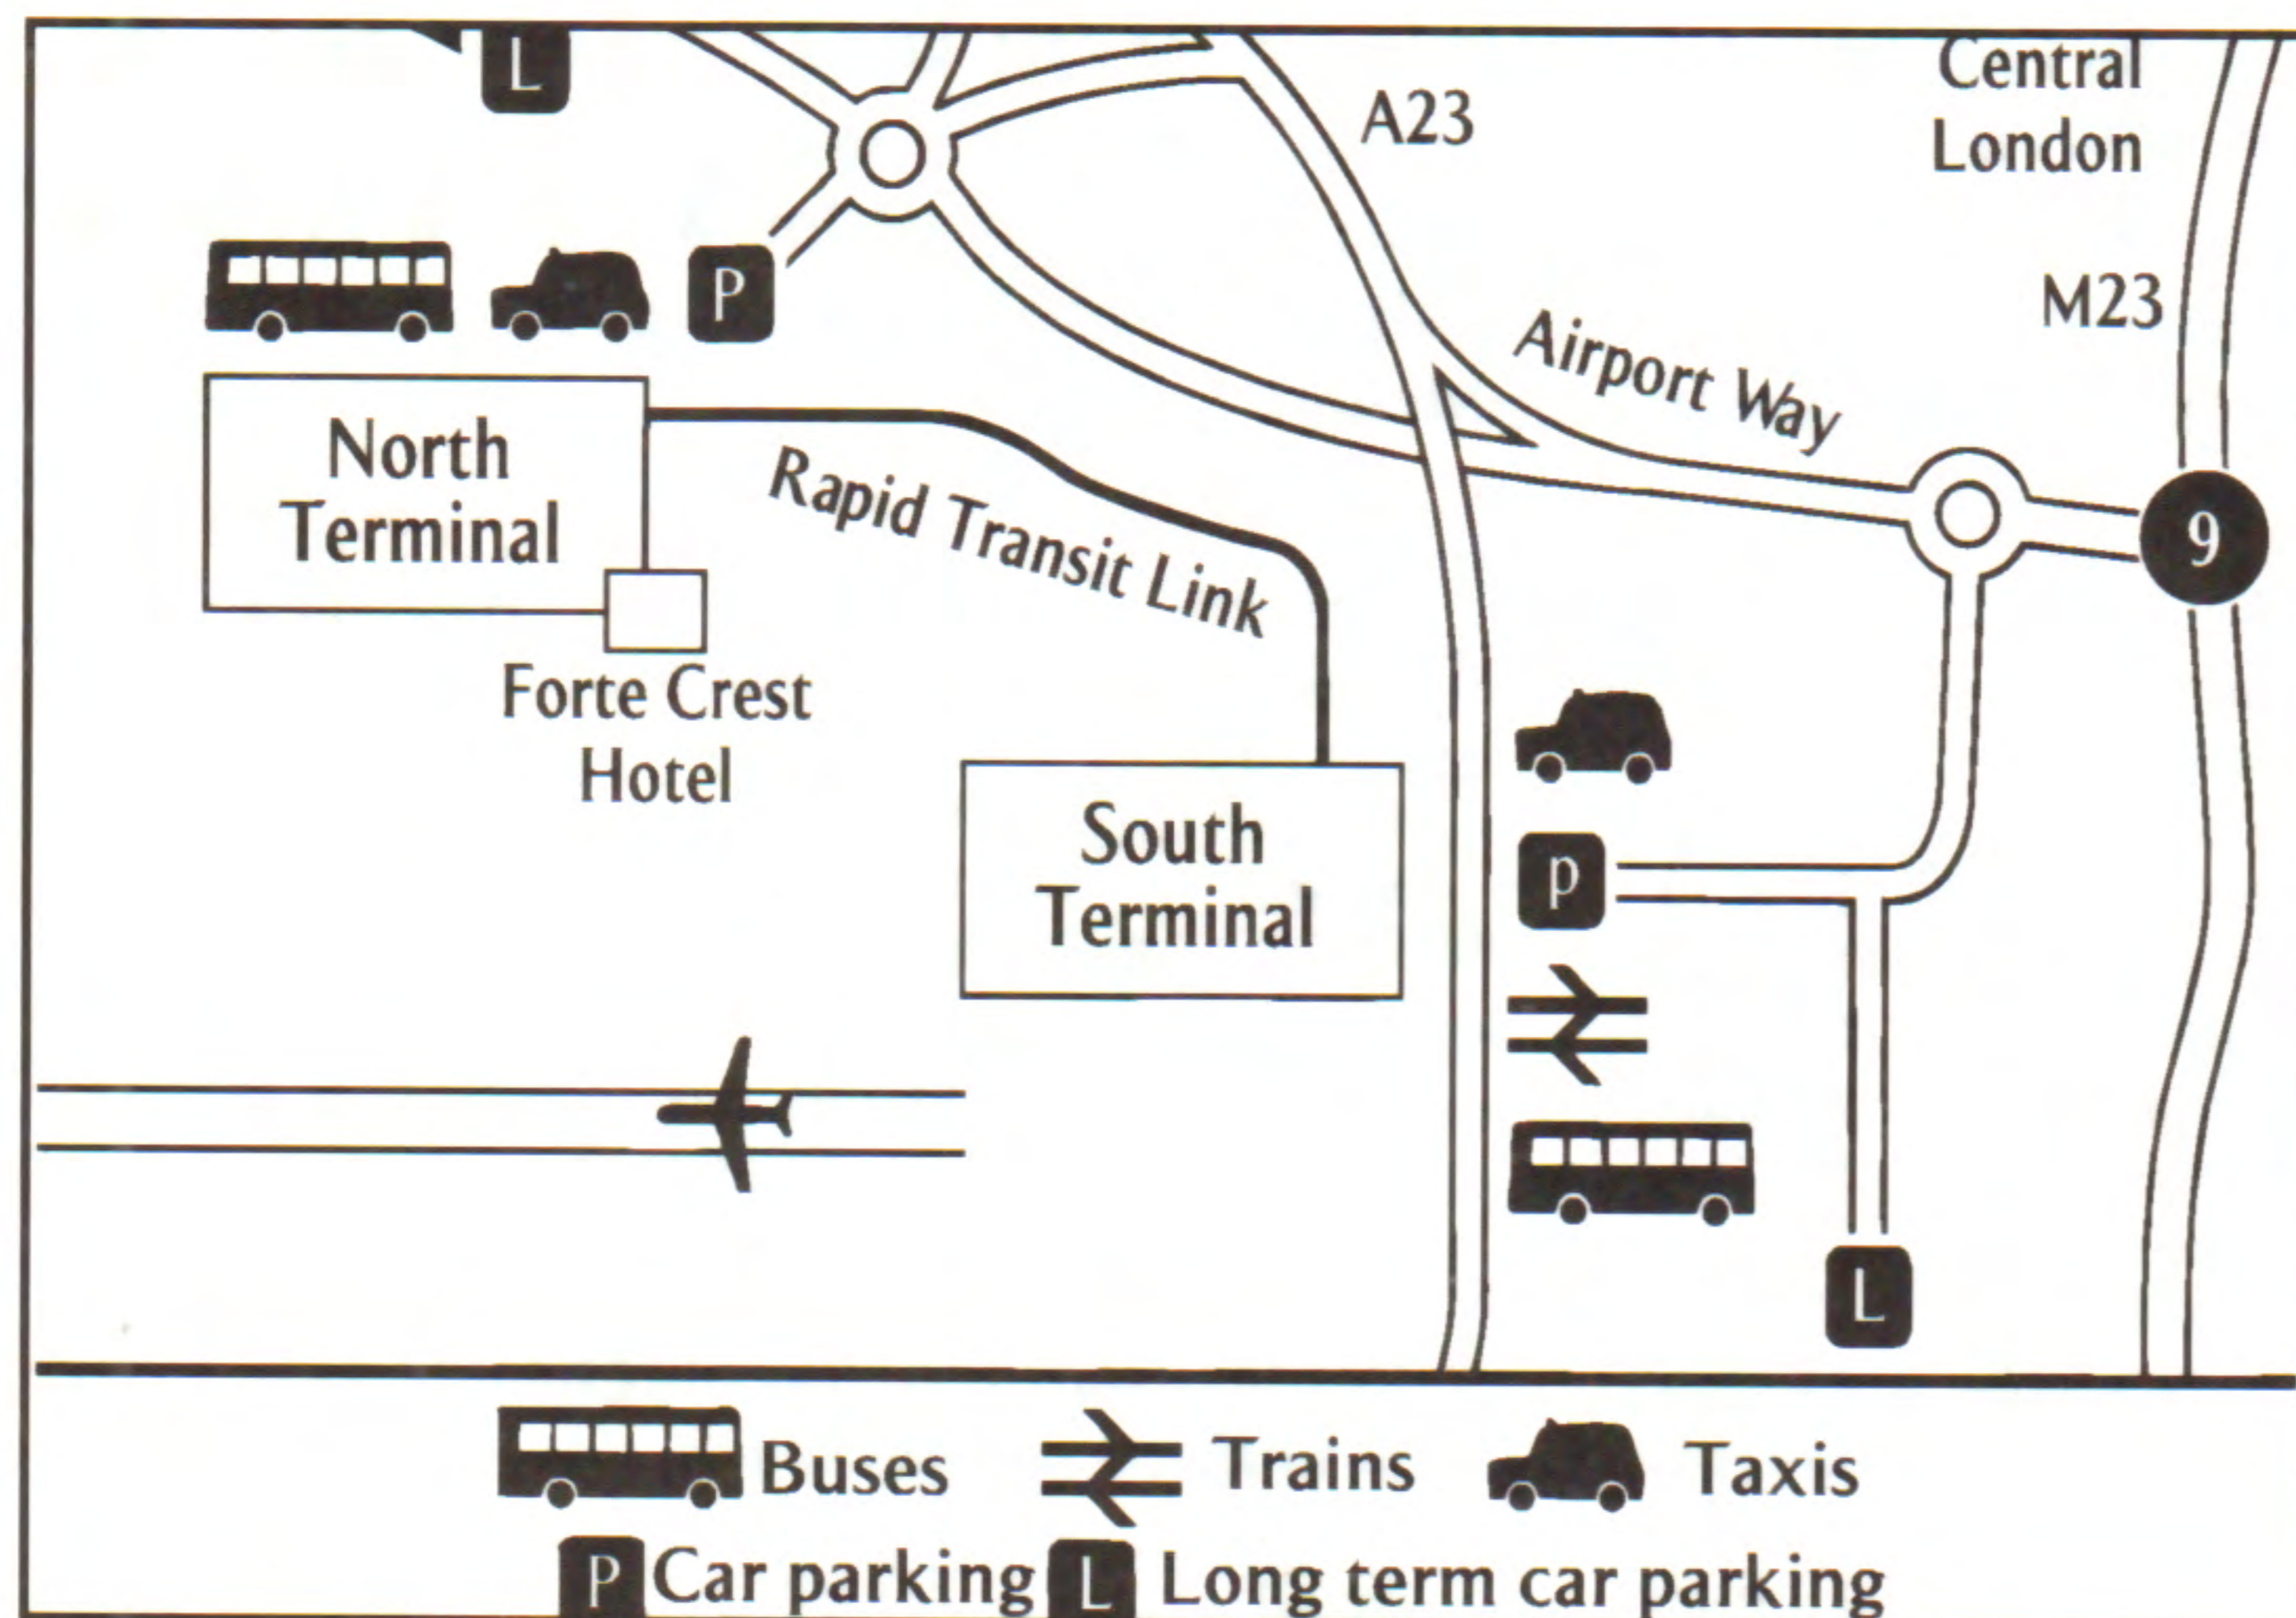 L
Central
London
A23
M23
P
Airport Way
North
Terminal
Rapid Transit Link
9
Forte Crest
Hotel
South
Terminal
p
L
Buses
Trains
Taxis
P Car parking
L Long term car parking